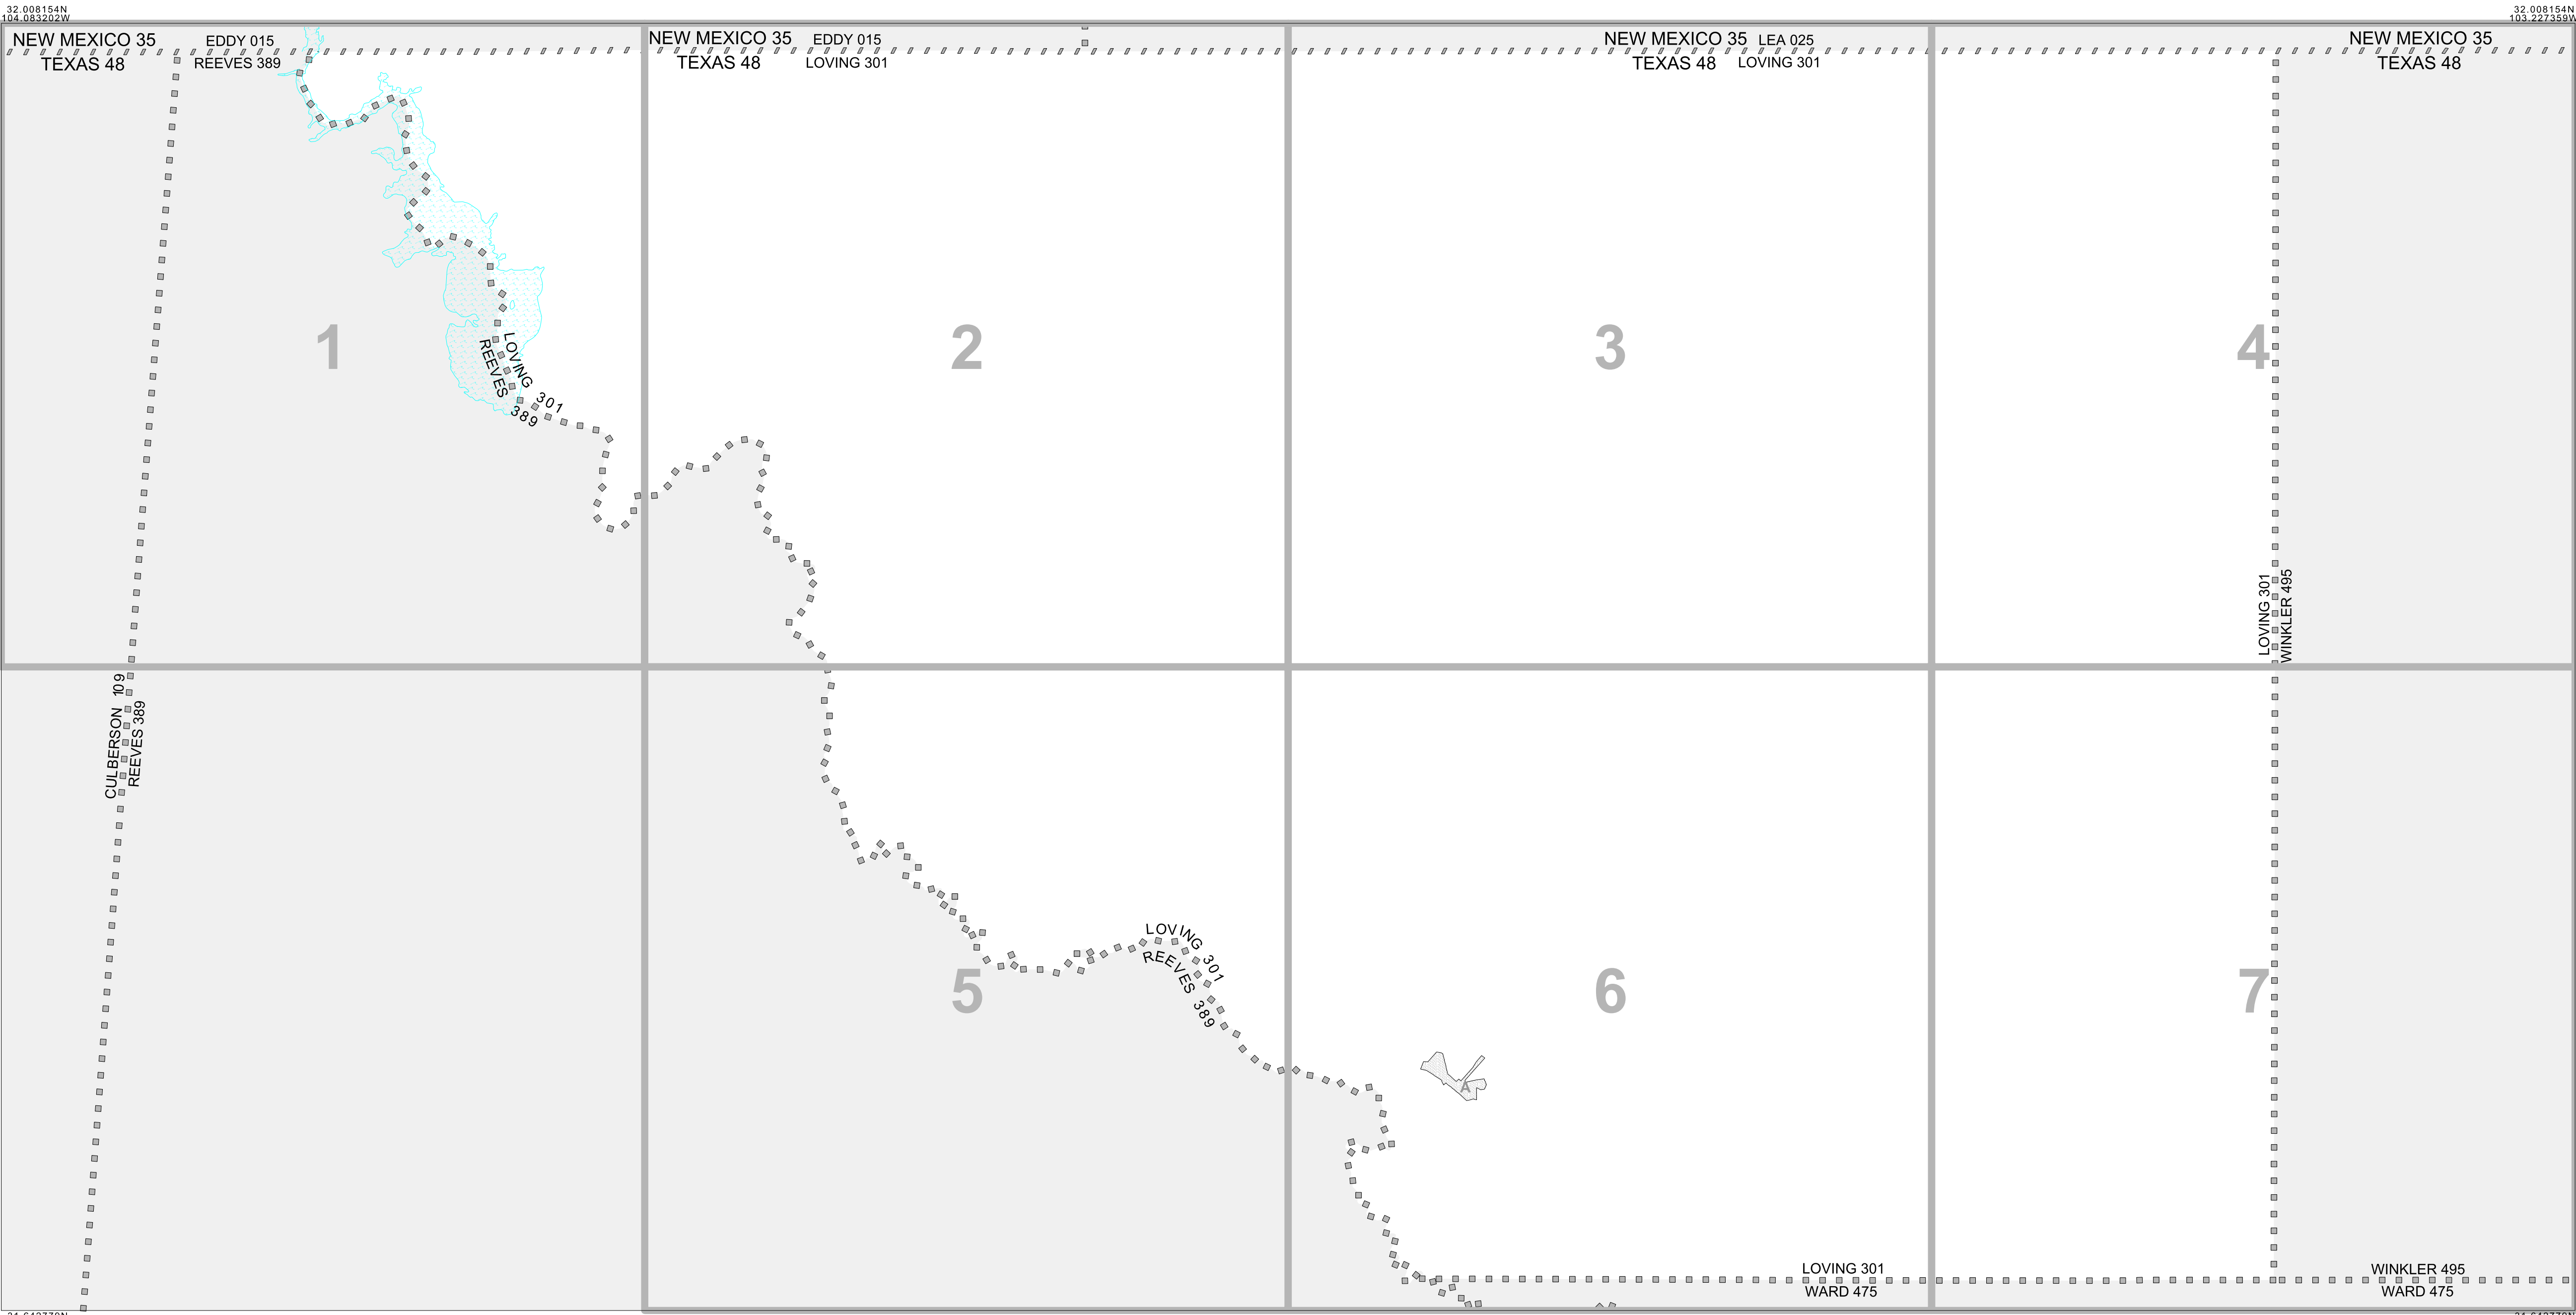 32.008154N
104.083202W
32.008154N
103.227359W
NEW MEXICO 35
EDDY 015
TEXAS 48
REEVES 389
NEW MEXICO 35
EDDY 015
TEXAS 48
LOVING 301
NEW MEXICO 35
LEA 025
TEXAS 48
LOVING 301
NEW MEXICO 35
TEXAS 48
1
2
3
4
LOVING 301
REEVES 389
LOVING 301
WINKLER 495
CULBERSON 109
REEVES 389
LOVING 301
REEVES 389
5
6
7
A
LOVING 301
WARD 475
WINKLER 495
WARD 475